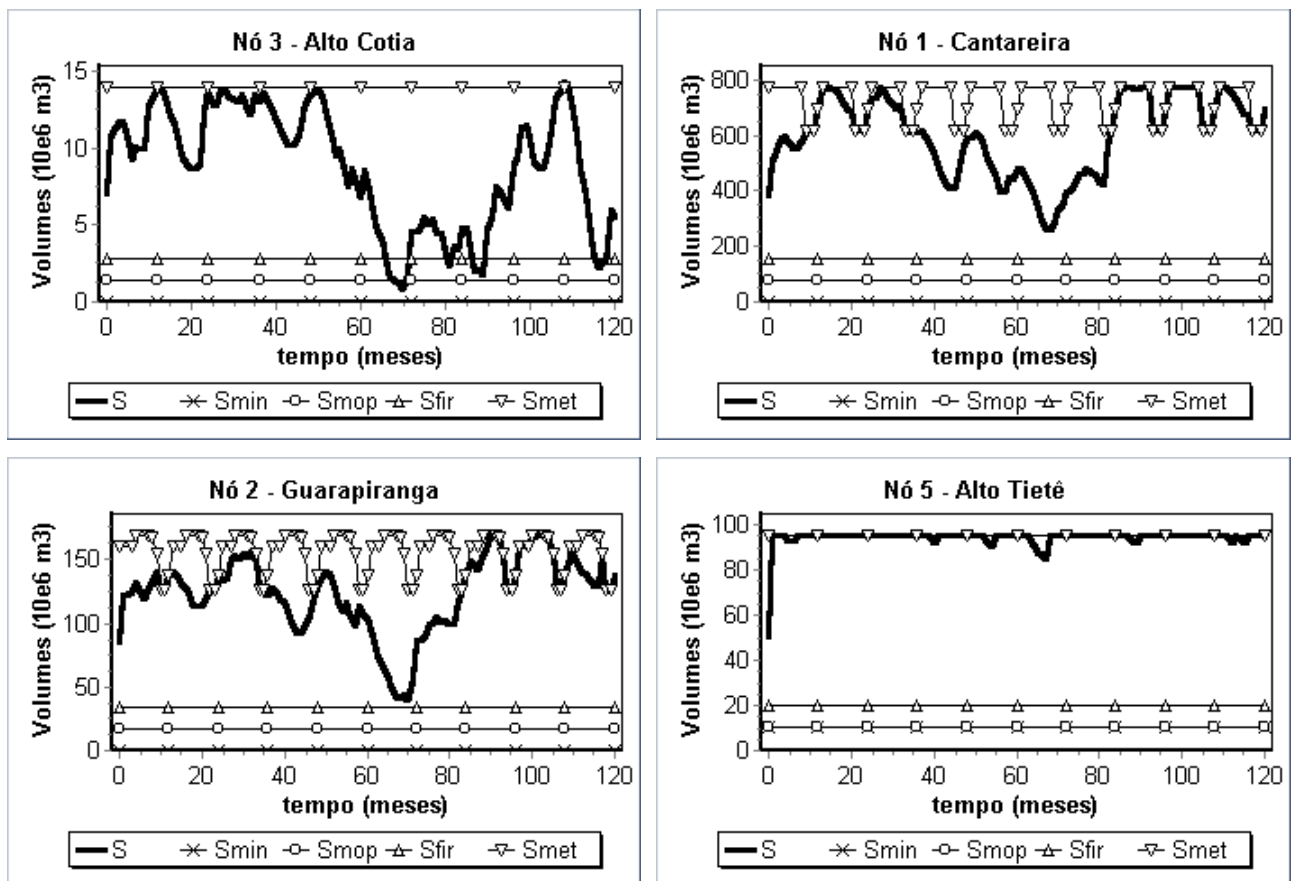 Nó 3 - Alto Cotia
Volumes (10e6 m3)
15
10
5
0
0 20 40 60 80 100 120
tempo (meses)
S Smin Smop Sfir Smet
Nó 1 - Cantareira
Volumes (10e6 m3)
800
600
400
200
0
0 20 40 60 80 100 120
tempo (meses)
S Smin Smop Sfir Smet
Nó 2 - Guarapiranga
Volumes (10e6 m3)
150
100
50
0
0 20 40 60 80 100 120
tempo (meses)
S Smin Smop Sfir Smet
Nó 5 - Alto Tietê
Volumes (10e6 m3)
100
80
60
40
20
0
0 20 40 60 80 100 120
tempo (meses)
S Smin Smop Sfir Smet